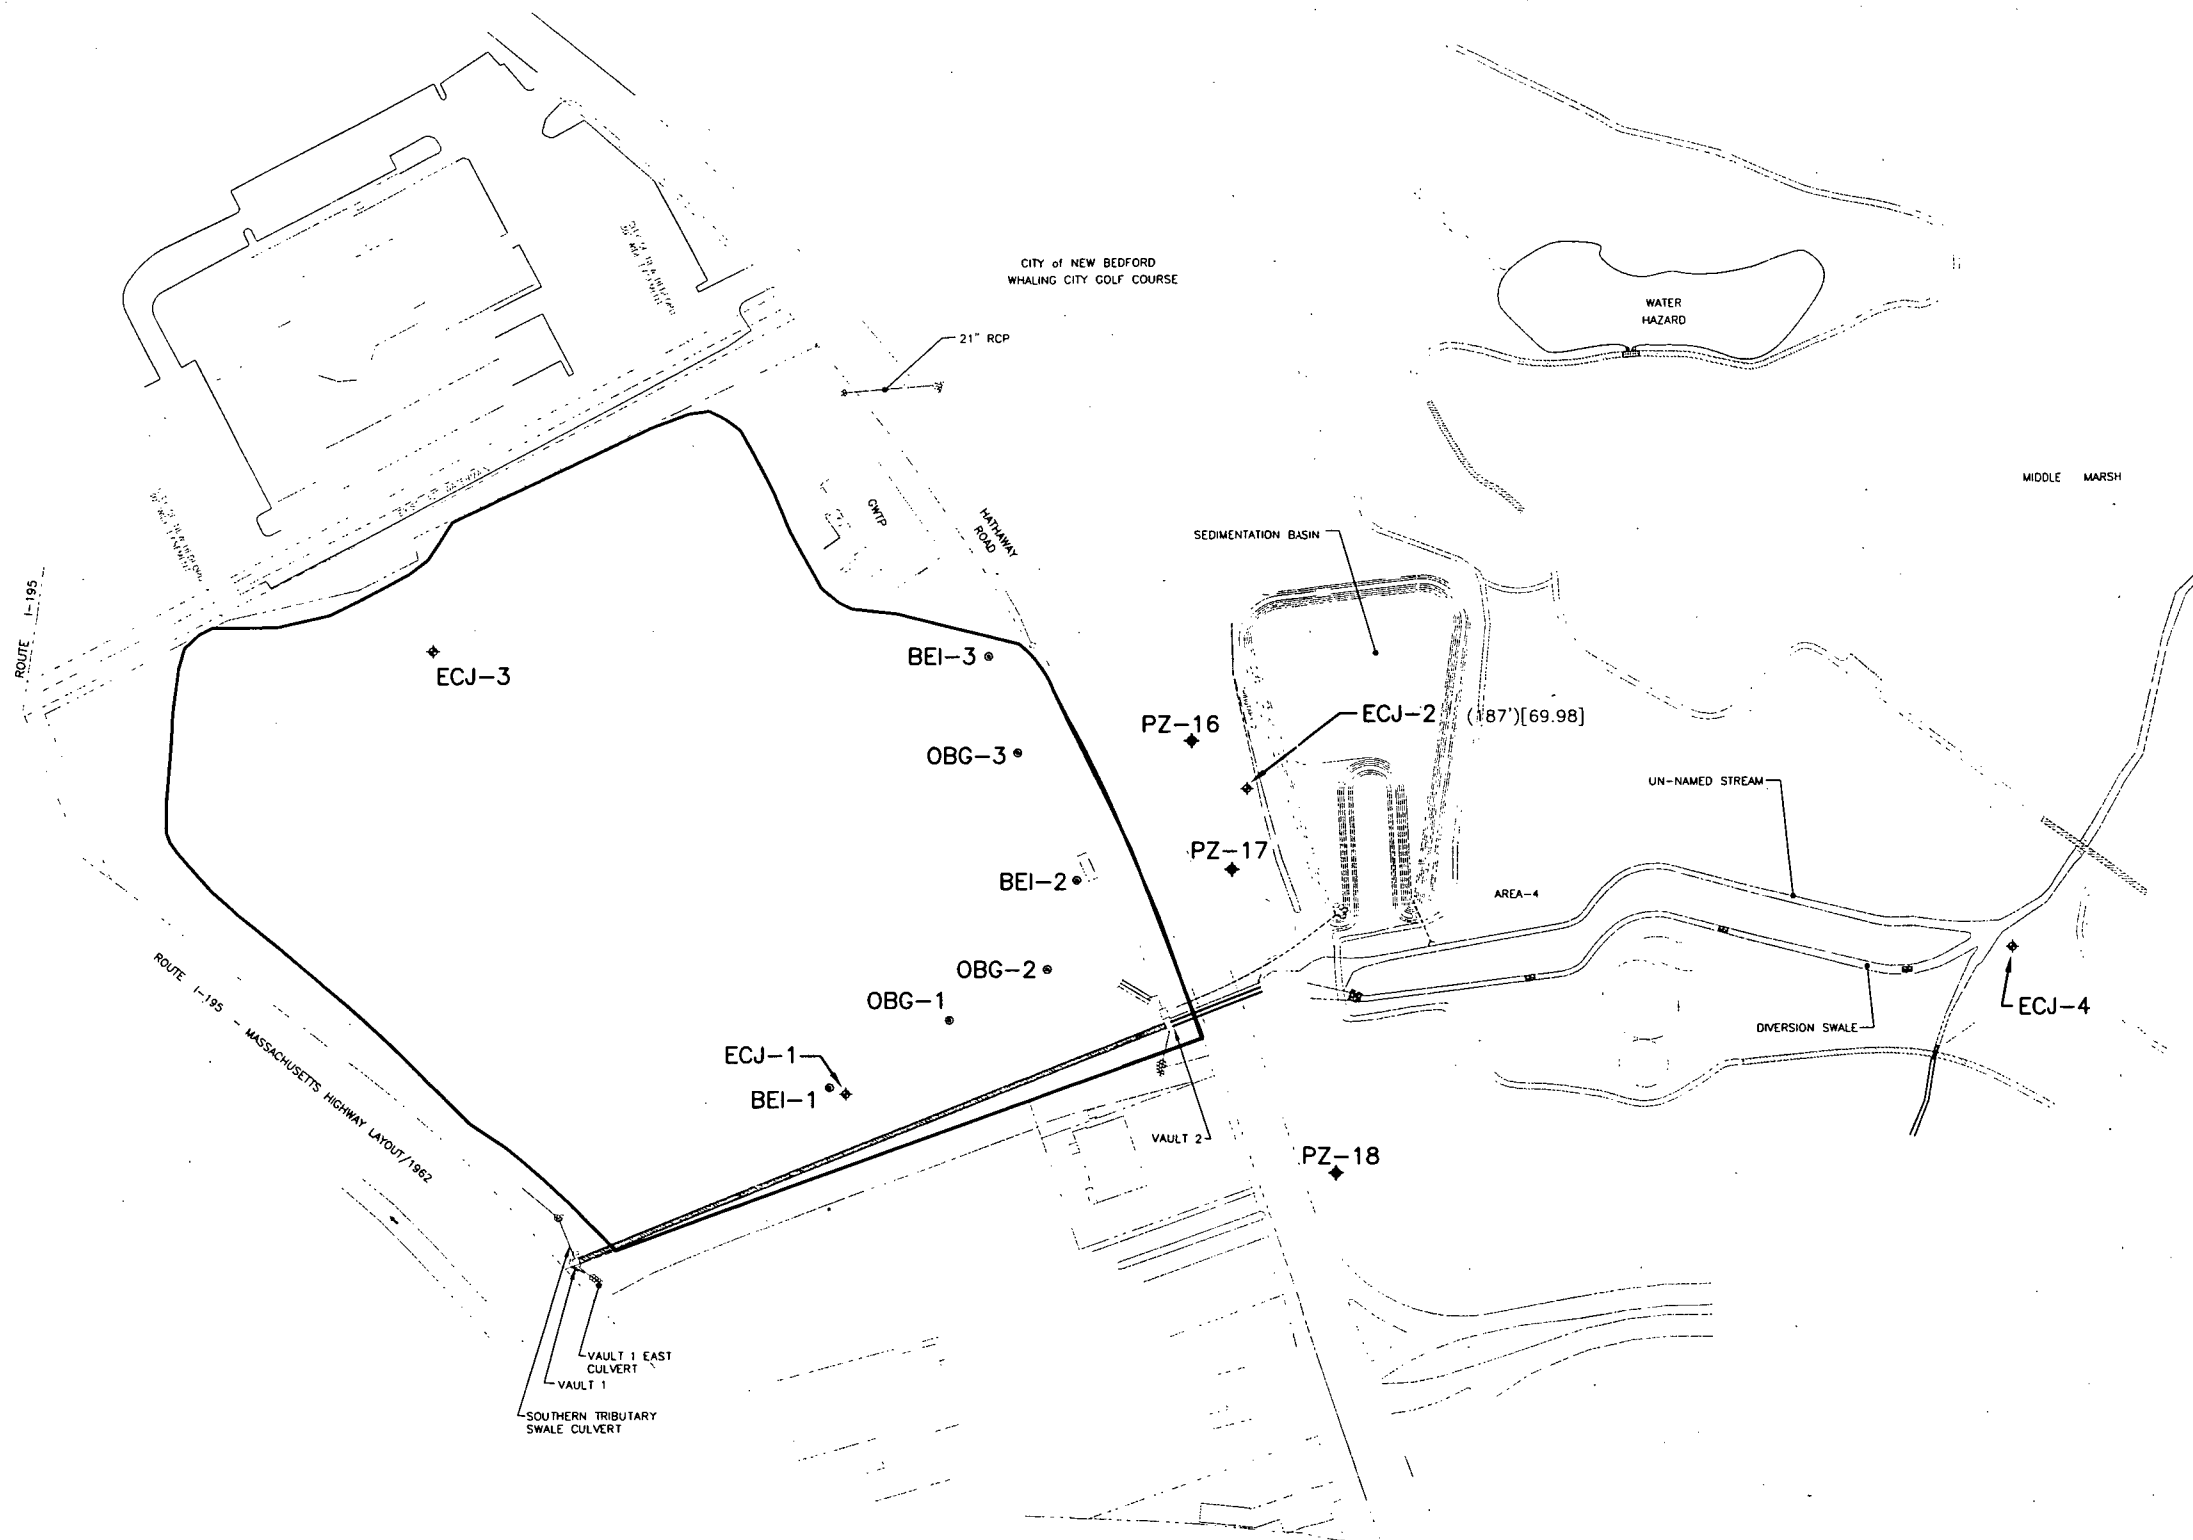 CITY of NEW BEDFORD
WHALING CITY GOLF COURSE
WATER
HAZARD
21" RCP
MIDDLE MARSH
GWTP
HATHAWAY
ROAD
SEDIMENTATION BASIN
ROUTE I-195
ECJ-3
BEI-3
PZ-16
ECJ-2 (187')[69.98]
OBG-3
UN-NAMED STREAM
PZ-17
BEI-2
AREA-4
ROUTE I-195 - MASSACHUSETTS HIGHWAY LAYOUT/1962
OBG-2
OBG-1
ECJ-4
DIVERSION SWALE
ECJ-1
BEI-1
VAULT 2
PZ-18
VAULT 1 EAST
CULVERT
VAULT 1
SOUTHERN TRIBUTARY
SWALE CULVERT